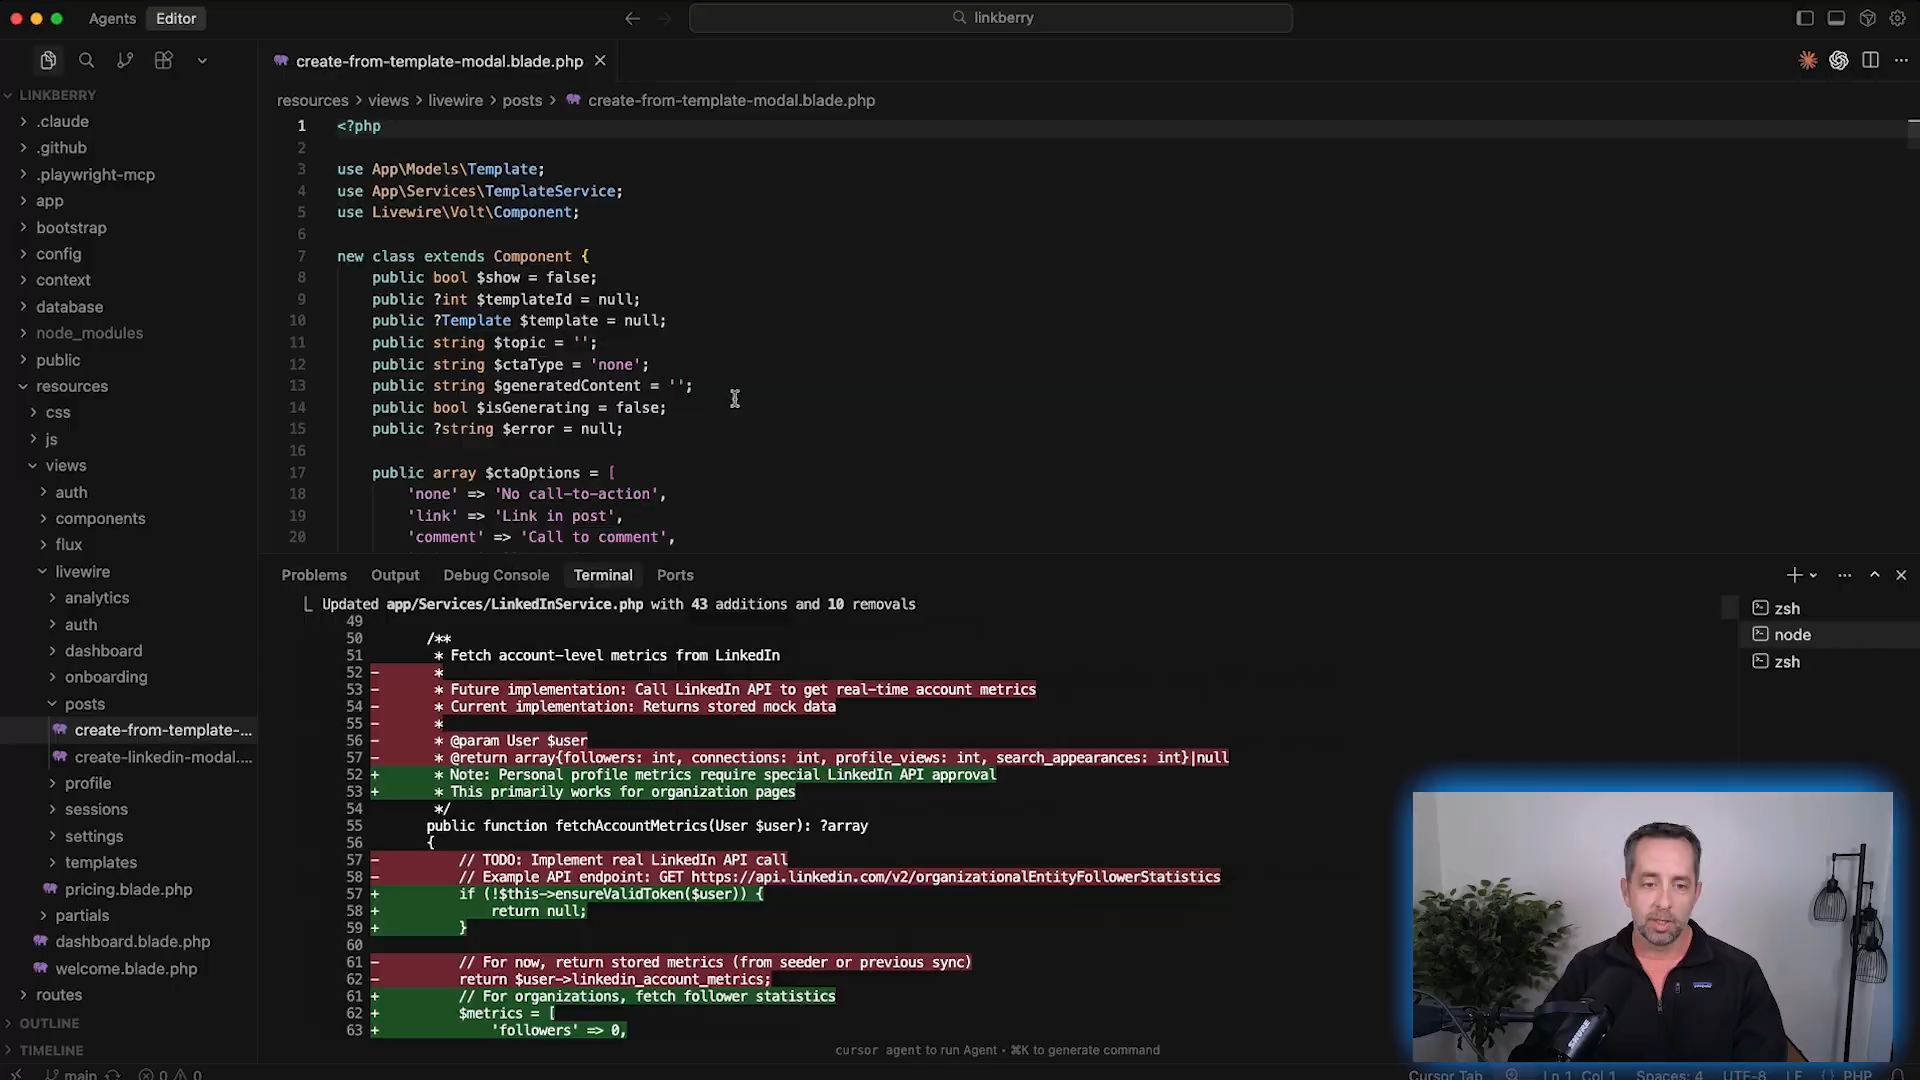 Agents Editor
linkberry
create-from-template-modal.blade.php
resources > views > livewire > posts > create-from-template-modal.blade.php
LINKBERRY
.claude
.github
.playwright-mcp
app
bootstrap
config
context
database
node_modules
public
resources
css
js
views
auth
components
flux
livewire
analytics
auth
dashboard
onboarding
posts
create-from-template-...
create-linkedin-modal....
profile
sessions
settings
templates
pricing.blade.php
partials
dashboard.blade.php
welcome.blade.php
routes
OUTLINE
TIMELINE
main 0 0
1 <?php
2
3 use App\Models\Template;
4 use App\Services\TemplateService;
5 use Livewire\Volt\Component;
6
7 new class extends Component {
8 public bool $show = false;
9 public ?int $templateId = null;
10 public ?Template $template = null;
11 public string $topic = '';
12 public string $ctaType = 'none';
13 public string $generatedContent = '';
14 public bool $isGenerating = false;
15 public ?string $error = null;
16
17 public array $ctaOptions = [
18 'none' => 'No call-to-action',
19 'link' => 'Link in post',
20 'comment' => 'Call to comment',
Problems Output Debug Console Terminal Ports
Updated app/Services/LinkedInService.php with 43 additions and 10 removals
49
50 /**
51 * Fetch account-level metrics from LinkedIn
52 - *
53 - * Future implementation: Call LinkedIn API to get real-time account metrics
54 - * Current implementation: Returns stored mock data
55 - *
56 - * @param User $user
57 - * @return array{followers: int, connections: int, profile_views: int, search_appearances: int}|null
52 + * Note: Personal profile metrics require special LinkedIn API approval
53 + * This primarily works for organization pages
54 */
55 public function fetchAccountMetrics(User $user): ?array
56 {
57 - // TODO: Implement real LinkedIn API call
58 - // Example API endpoint: GET https://api.linkedin.com/v2/organizationalEntityFollowerStatistics
57 + if (!$this->ensureValidToken($user)) {
58 + return null;
59 + }
60
61 - // For now, return stored metrics (from seeder or previous sync)
62 - return $user->linkedin_account_metrics;
61 + // For organizations, fetch follower statistics
62 + $metrics = [
63 + 'followers' => 0,
cursor agent to run Agent · ⌘K to generate command
zsh
node
zsh
Cursor Tab Ln 1, Col 1 Spaces: 4 UTF-8 LF {} PHP